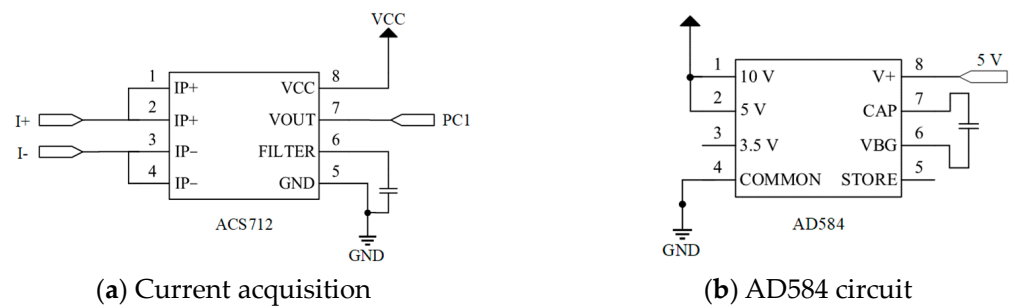 VCC
1 IP+ VCC 8
I+ 2 IP+ VOUT 7 PC1
I- 3 IP− FILTER 6
4 IP− GND 5
ACS712
GND
(a) Current acquisition
1 10 V V+ 8 5 V
2 5 V CAP 7
3 3.5 V VBG 6
4 COMMON STORE 5
AD584
GND
(b) AD584 circuit